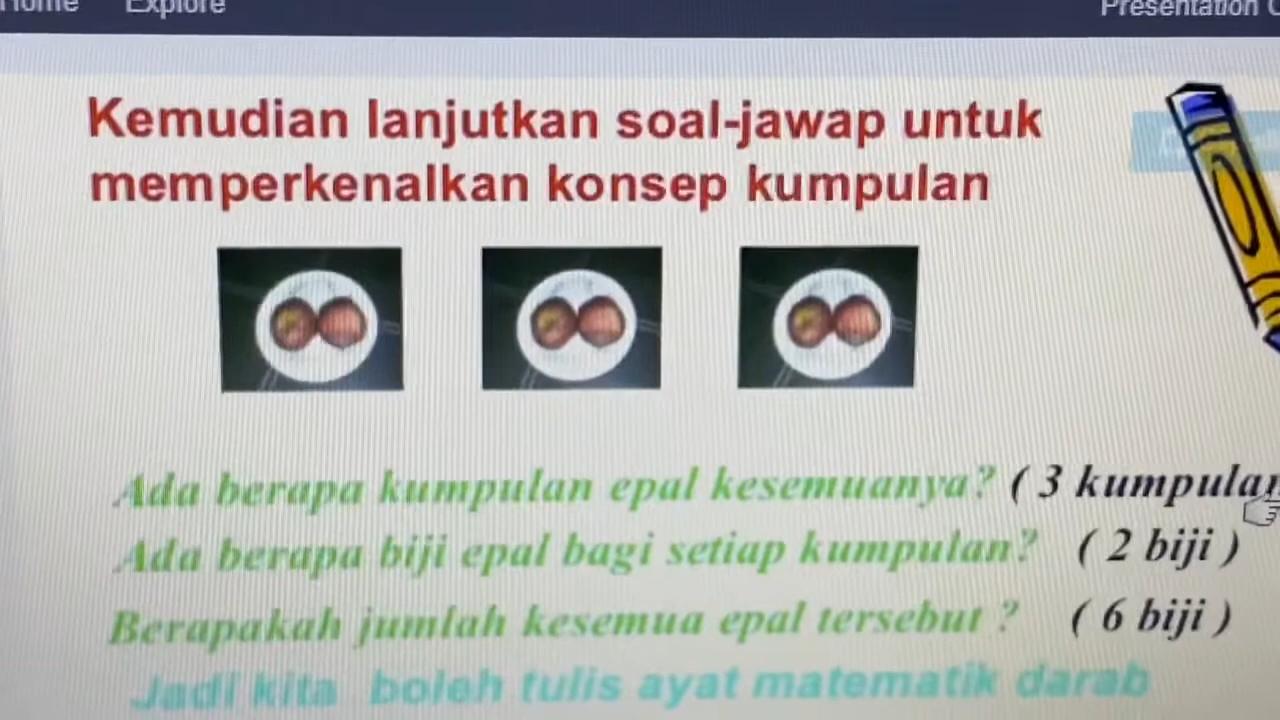 Home Explore Presentation
Kemudian lanjutkan soal-jawap untuk
memperkenalkan konsep kumpulan
Ada berapa kumpulan epal kesemuanya? ( 3 kumpulan
Ada berapa biji epal bagi setiap kumpulan? ( 2 biji )
Berapakah jumlah kesemua epal tersebut ? ( 6 biji )
Jadi kita boleh tulis ayat matematik darab